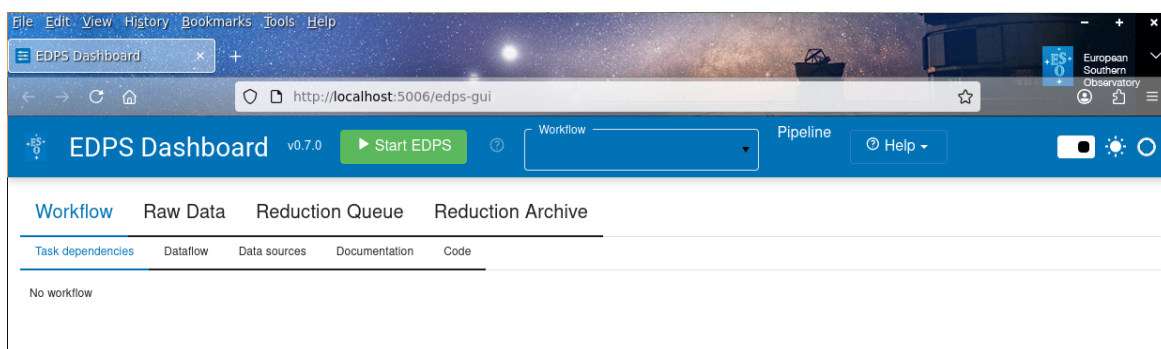 File Edit View History Bookmarks Tools Help
EDPS Dashboard
European
Southern
Observatory
http://localhost:5006/edps-gui
EDPS Dashboard v0.7.0 Start EDPS Workflow Pipeline Help
Workflow Raw Data Reduction Queue Reduction Archive
Task dependencies Dataflow Data sources Documentation Code
No workflow